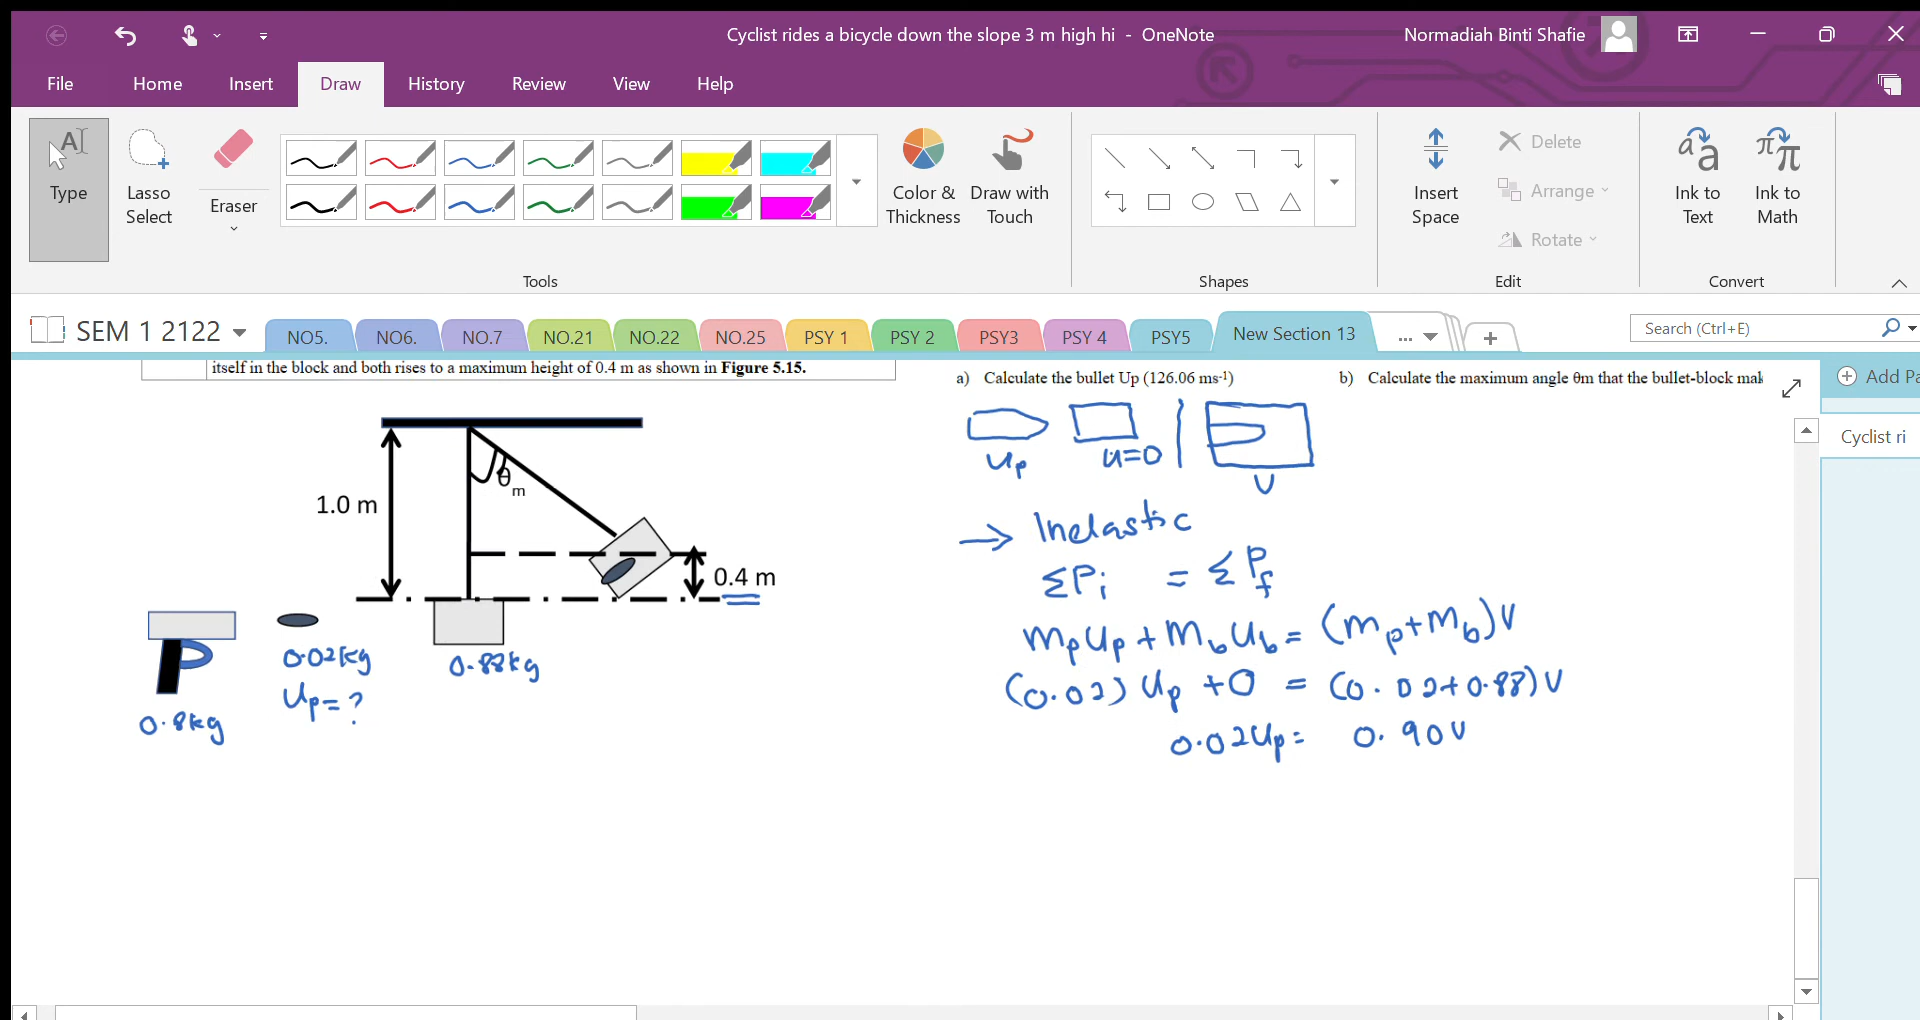 Cyclist rides a bicycle down the slope 3 m high hi - OneNote
Normadiah Binti Shafie
File Home Insert Draw History Review View Help
Type
Lasso Select
Eraser
Color & Thickness
Draw with Touch
Insert Space
Delete
Arrange
Rotate
Ink to Text
Ink to Math
Tools Shapes Edit Convert
SEM 1 2122
NO5. NO6. NO.7 NO.21 NO.22 NO.25 PSY 1 PSY 2 PSY3 PSY 4 PSY5 New Section 13 ... +
Search (Ctrl+E)
Add Pa
Cyclist ri
itself in the block and both rises to a maximum height of 0.4 m as shown in Figure 5.15.
1.0 m
θm
0.4 m
0.02kg
Up = ?
0.88kg
0.8kg
a) Calculate the bullet Up (126.06 ms-1)
Up u=0 V
→ Inelastic
ΣPi = ΣPf
mpUp + mbUb = (mp+mb)V
(0.02) Up + 0 = (0.02+0.88)V
0.02Up = 0.90V
b) Calculate the maximum angle θm that the bullet-block mak